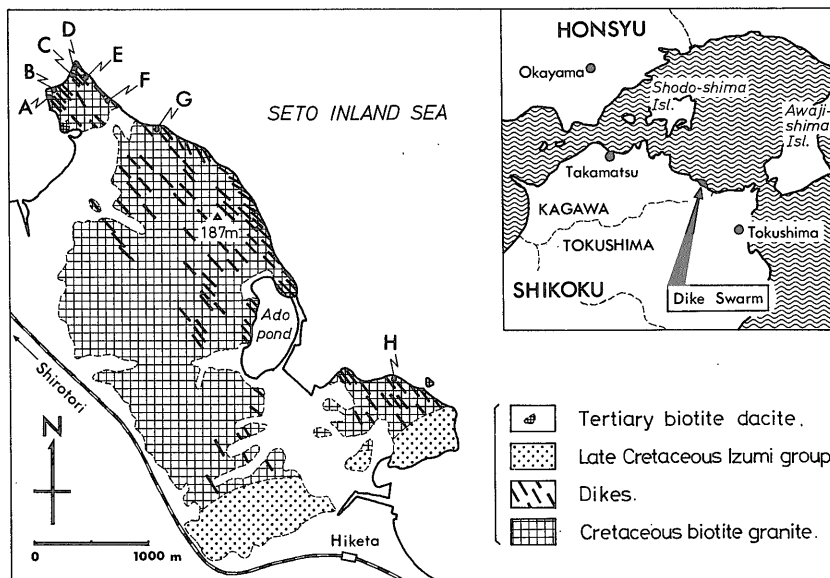 D
C
E
B
F
A
G
SETO INLAND SEA
187m
Ado
pond
H
Shirotori
N
0 1000 m
Hiketa
HONSYU
Okayama
Shodo-shima
Isl.
Awaji-
shima
Isl.
Takamatsu
KAGAWA
TOKUSHIMA
Tokushima
SHIKOKU
Dike Swarm
Tertiary biotite dacite.
Late Cretaceous Izumi group
Dikes.
Cretaceous biotite granite.